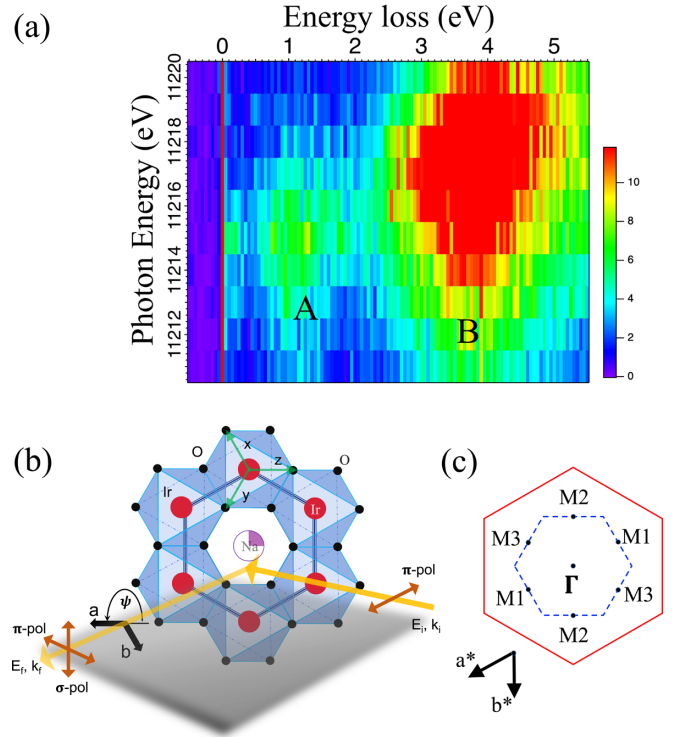 (a)
Energy loss (eV)
0 1 2 3 4 5
Photon Energy (eV)
11220
11218
11216
11214
11212
A
B
10
8
6
4
2
0
(b)
O
x
z
O
Ir
y
Ir
Na
π-pol
a
ψ
b
π-pol
E_i, k_i
E_f, k_f
σ-pol
(c)
M2
M3
M1
Γ
M1
M3
M2
a*
b*